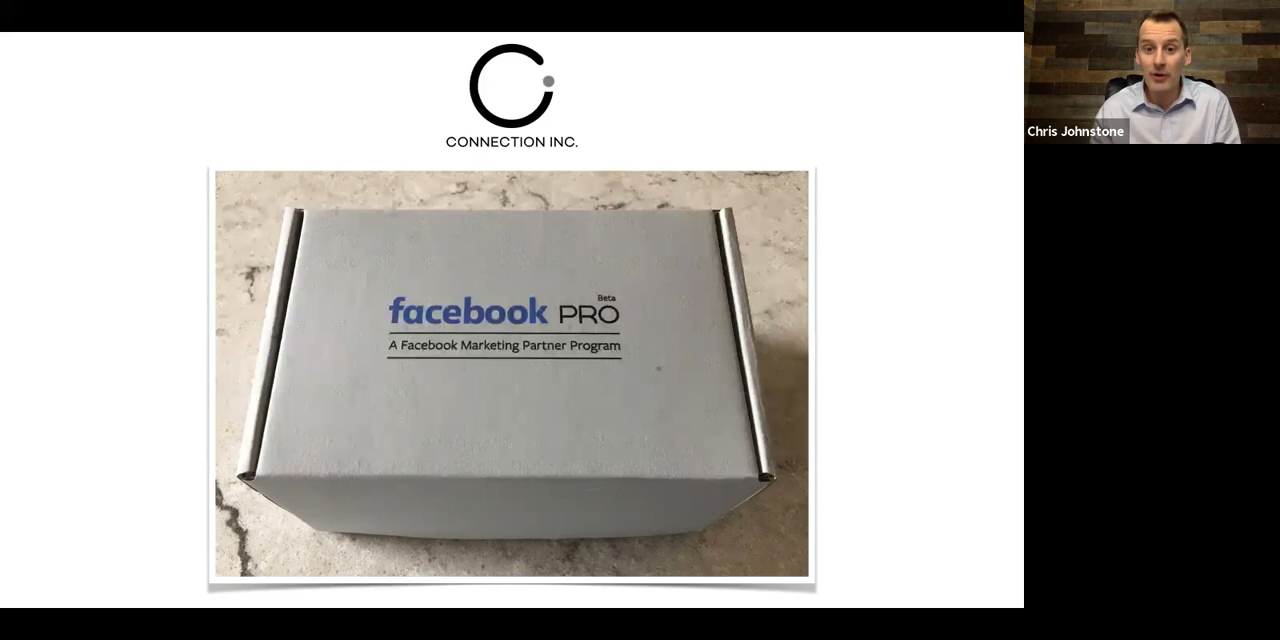 CONNECTION INC.
Beta
facebook PRO
A Facebook Marketing Partner Program
Chris Johnstone